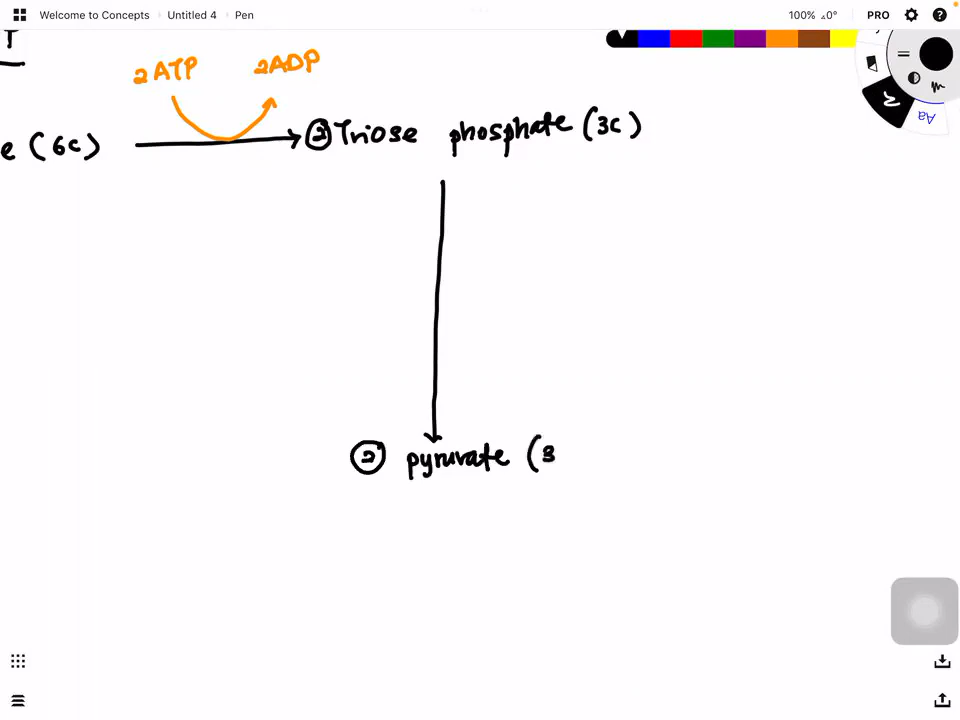 Welcome to Concepts › Untitled 4 › Pen
100% ⊿0° PRO
T
2ATP 2ADP
e (6c) ② Triose phosphate (3c)
Aa
② pyruvate (3